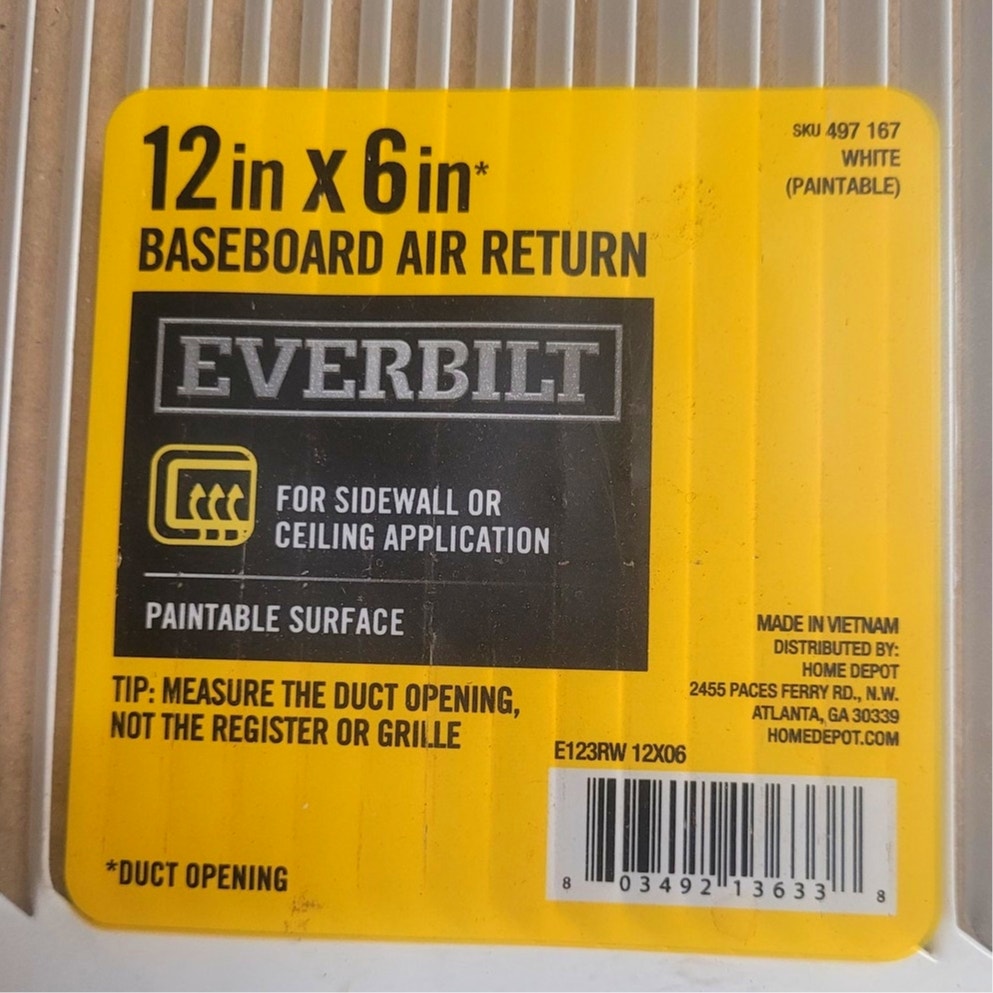 12 in x 6 in*
BASEBOARD AIR RETURN
SKU 497 167
WHITE
(PAINTABLE)
EVERBILT
FOR SIDEWALL OR
CEILING APPLICATION
PAINTABLE SURFACE
TIP: MEASURE THE DUCT OPENING,
NOT THE REGISTER OR GRILLE
*DUCT OPENING
MADE IN VIETNAM
DISTRIBUTED BY:
HOME DEPOT
2455 PACES FERRY RD., N.W.
ATLANTA, GA 30339
HOMEDEPOT.COM
E123RW 12X06
8 03492 13633 8